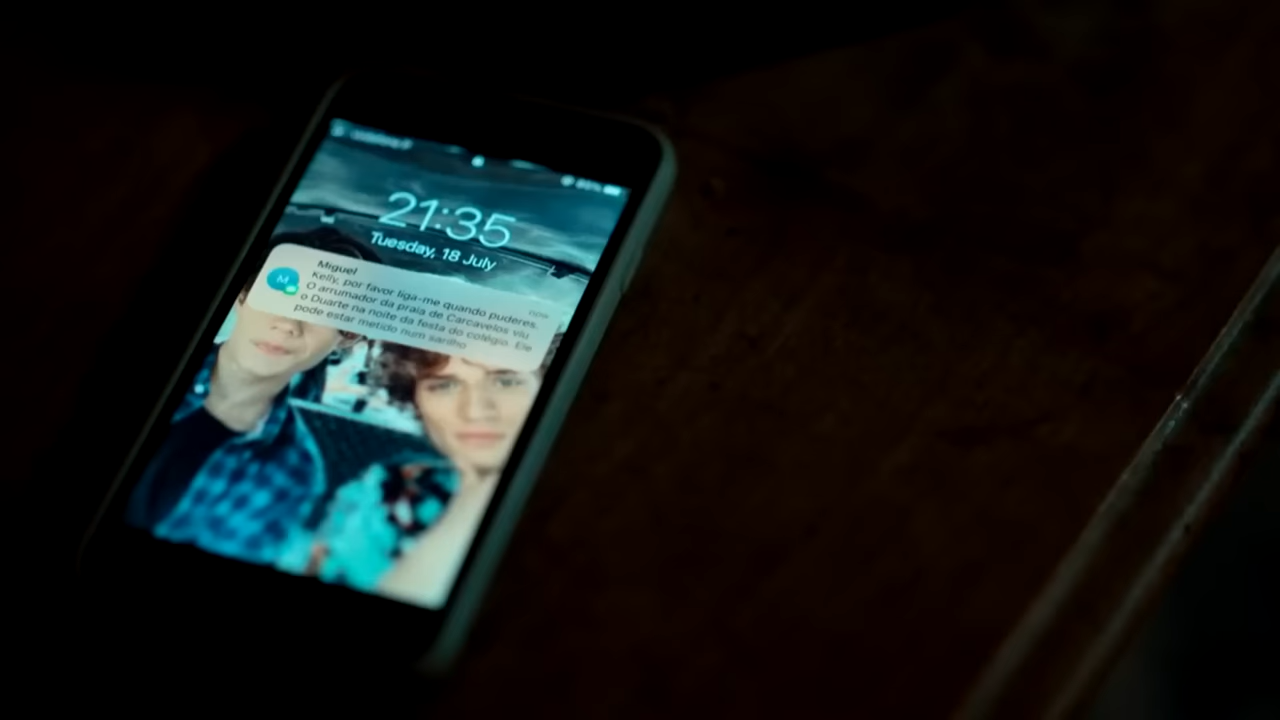 21:35
Tuesday, 18 July
Miguel
now
Kelly, por favor liga-me quando puderes.
O arrumador da praia de Carcavelos viu
o Duarte na noite da festa do colégio. Ele
pode estar metido num sarilho
M